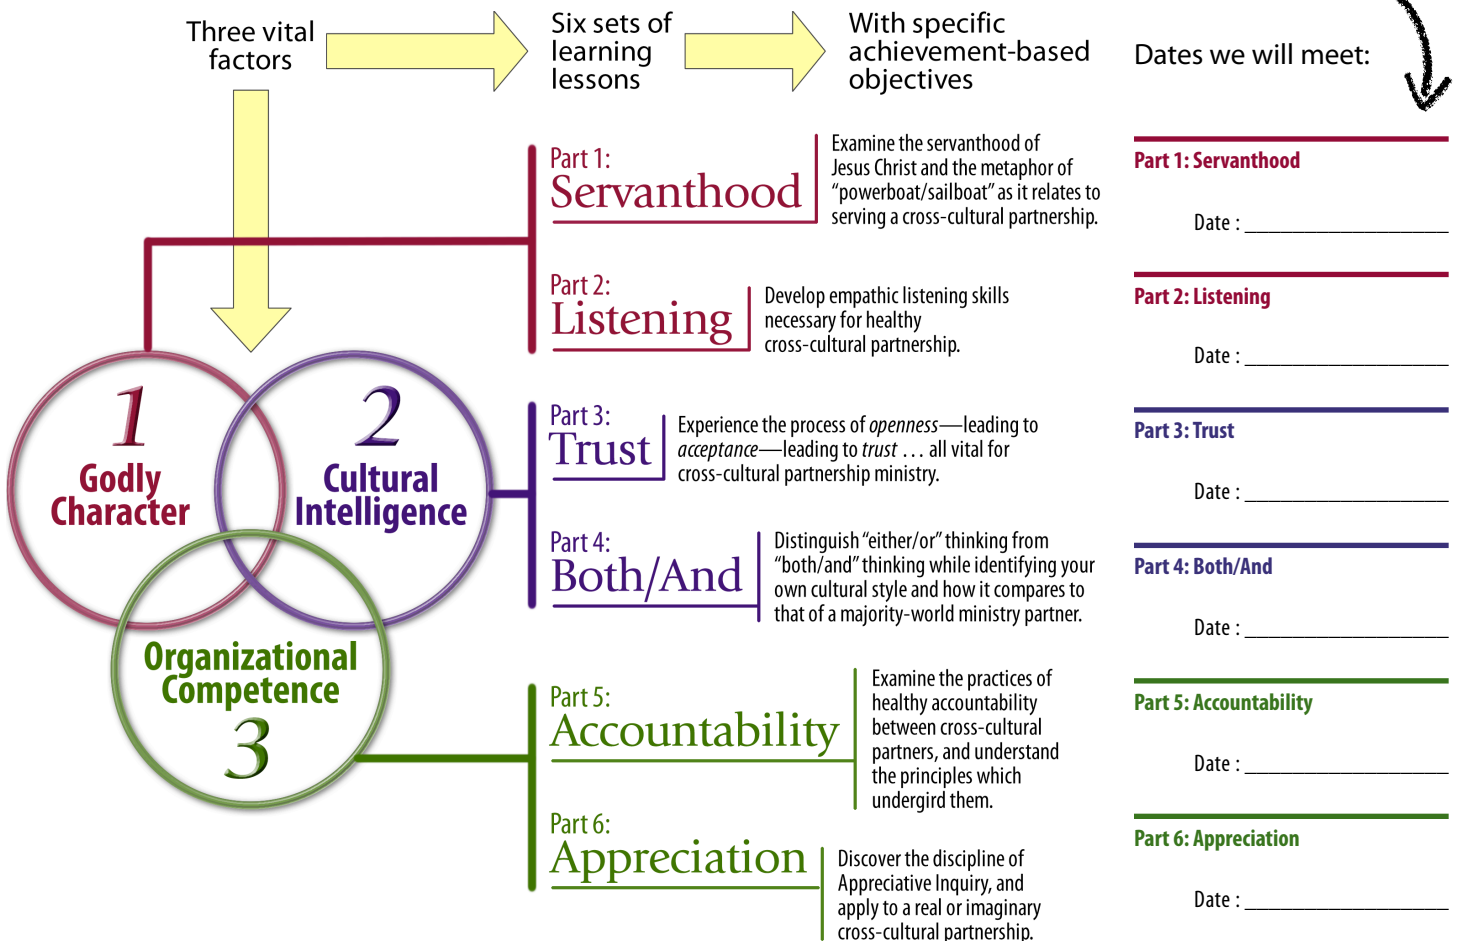 Three vital
factors
Six sets of
learning
lessons
With specific
achievement-based
objectives
Dates we will meet:
1
Godly
Character
2
Cultural
Intelligence
Organizational
Competence
3
Part 1:
Servanthood
Examine the servanthood of
Jesus Christ and the metaphor of
“powerboat/sailboat” as it relates to
serving a cross-cultural partnership.
Part 2:
Listening
Develop empathic listening skills
necessary for healthy
cross-cultural partnership.
Part 3:
Trust
Experience the process of openness—leading to
acceptance—leading to trust … all vital for
cross-cultural partnership ministry.
Part 4:
Both/And
Distinguish “either/or” thinking from
“both/and” thinking while identifying your
own cultural style and how it compares to
that of a majority-world ministry partner.
Part 5:
Accountability
Examine the practices of
healthy accountability
between cross-cultural
partners, and understand
the principles which
undergird them.
Part 6:
Appreciation
Discover the discipline of
Appreciative Inquiry, and
apply to a real or imaginary
cross-cultural partnership.
Part 1: Servanthood
Date : _________________
Part 2: Listening
Date : _________________
Part 3: Trust
Date : _________________
Part 4: Both/And
Date : _________________
Part 5: Accountability
Date : _________________
Part 6: Appreciation
Date : _________________